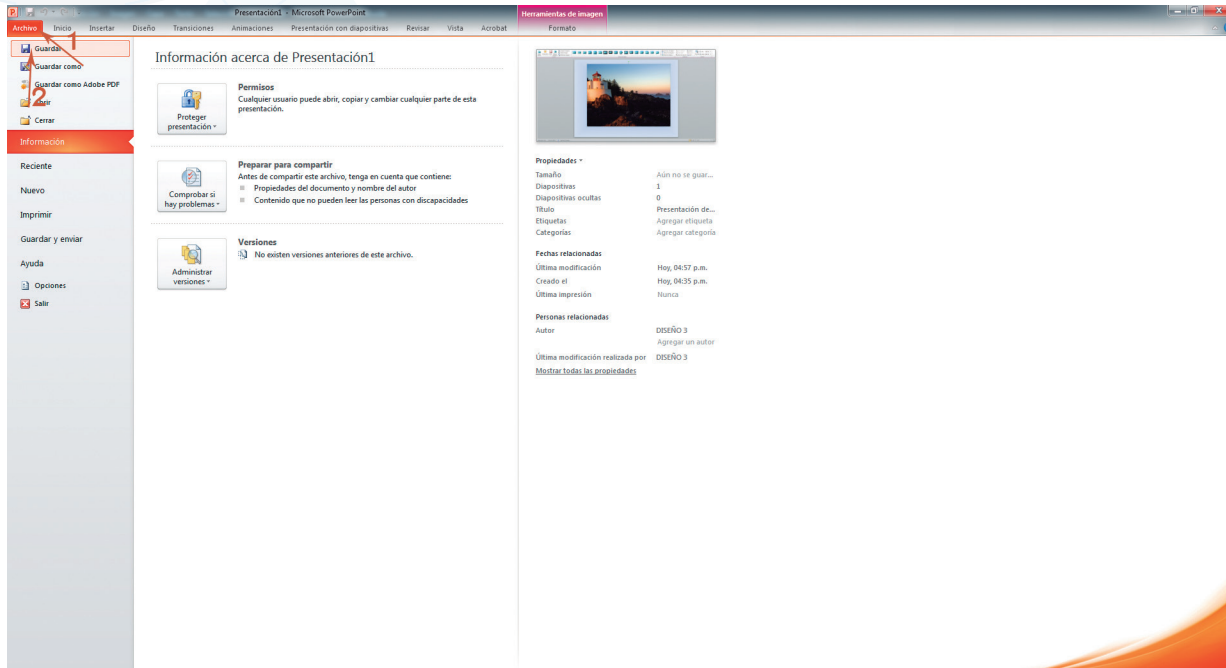 Presentación1 - Microsoft PowerPoint
Herramientas de imagen
Archivo Inicio Insertar Diseño Transiciones Animaciones Presentación con diapositivas Revisar Vista Acrobat Formato
1
Guardar
Guardar como
Guardar como Adobe PDF
2
Abrir
Cerrar
Información
Reciente
Nuevo
Imprimir
Guardar y enviar
Ayuda
Opciones
Salir
Información acerca de Presentación1
Proteger
presentación
Permisos
Cualquier usuario puede abrir, copiar y cambiar cualquier parte de esta
presentación.
Comprobar si
hay problemas
Preparar para compartir
Antes de compartir este archivo, tenga en cuenta que contiene:
Propiedades del documento y nombre del autor
Contenido que no pueden leer las personas con discapacidades
Administrar
versiones
Versiones
No existen versiones anteriores de este archivo.
Propiedades
Tamaño Aún no se guar...
Diapositivas 1
Diapositivas ocultas 0
Título Presentación de...
Etiquetas Agregar etiqueta
Categorías Agregar categoría
Fechas relacionadas
Última modificación Hoy, 04:57 p.m.
Creado el Hoy, 04:35 p.m.
Última impresión Nunca
Personas relacionadas
Autor DISEÑO 3
Agregar un autor
Última modificación realizada por DISEÑO 3
Mostrar todas las propiedades